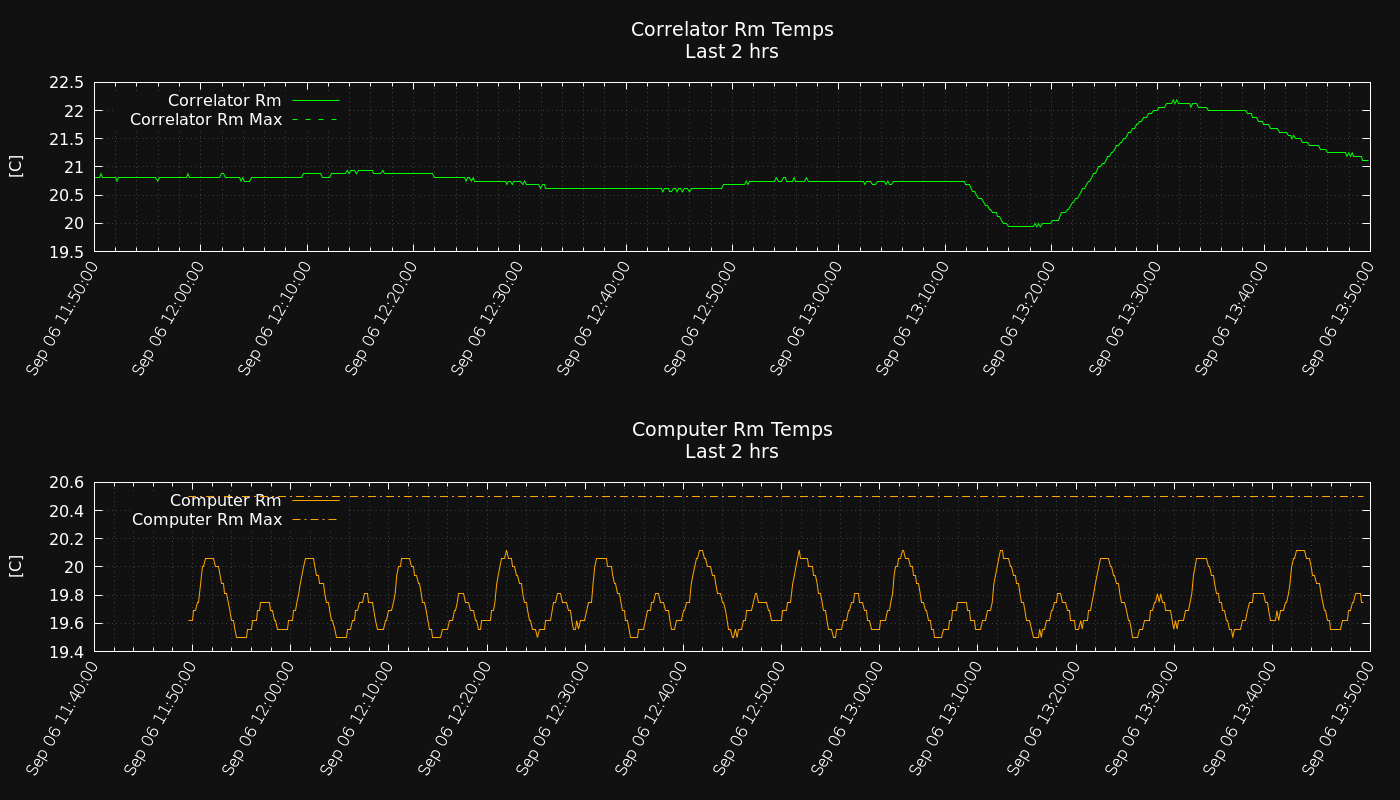 Correlator Rm Temps
Last 2 hrs
22.5
22
21.5
21
20.5
20
19.5
[C]
Correlator Rm
Correlator Rm Max
Sep 06 11:50:00
Sep 06 12:00:00
Sep 06 12:10:00
Sep 06 12:20:00
Sep 06 12:30:00
Sep 06 12:40:00
Sep 06 12:50:00
Sep 06 13:00:00
Sep 06 13:10:00
Sep 06 13:20:00
Sep 06 13:30:00
Sep 06 13:40:00
Sep 06 13:50:00
Computer Rm Temps
Last 2 hrs
20.6
20.4
20.2
20
19.8
19.6
19.4
[C]
Computer Rm
Computer Rm Max
Sep 06 11:40:00
Sep 06 11:50:00
Sep 06 12:00:00
Sep 06 12:10:00
Sep 06 12:20:00
Sep 06 12:30:00
Sep 06 12:40:00
Sep 06 12:50:00
Sep 06 13:00:00
Sep 06 13:10:00
Sep 06 13:20:00
Sep 06 13:30:00
Sep 06 13:40:00
Sep 06 13:50:00